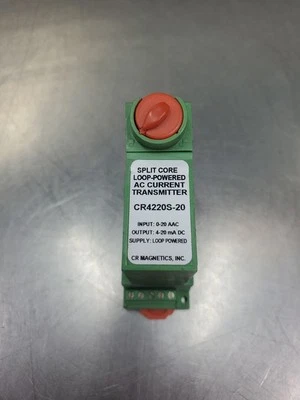 SPLIT CORE
LOOP-POWERED
AC CURRENT
TRANSMITTER
CR4220S-20
INPUT: 0-20 AAC
OUTPUT: 4-20 mA DC
SUPPLY: LOOP POWERED
CR MAGNETICS, INC.